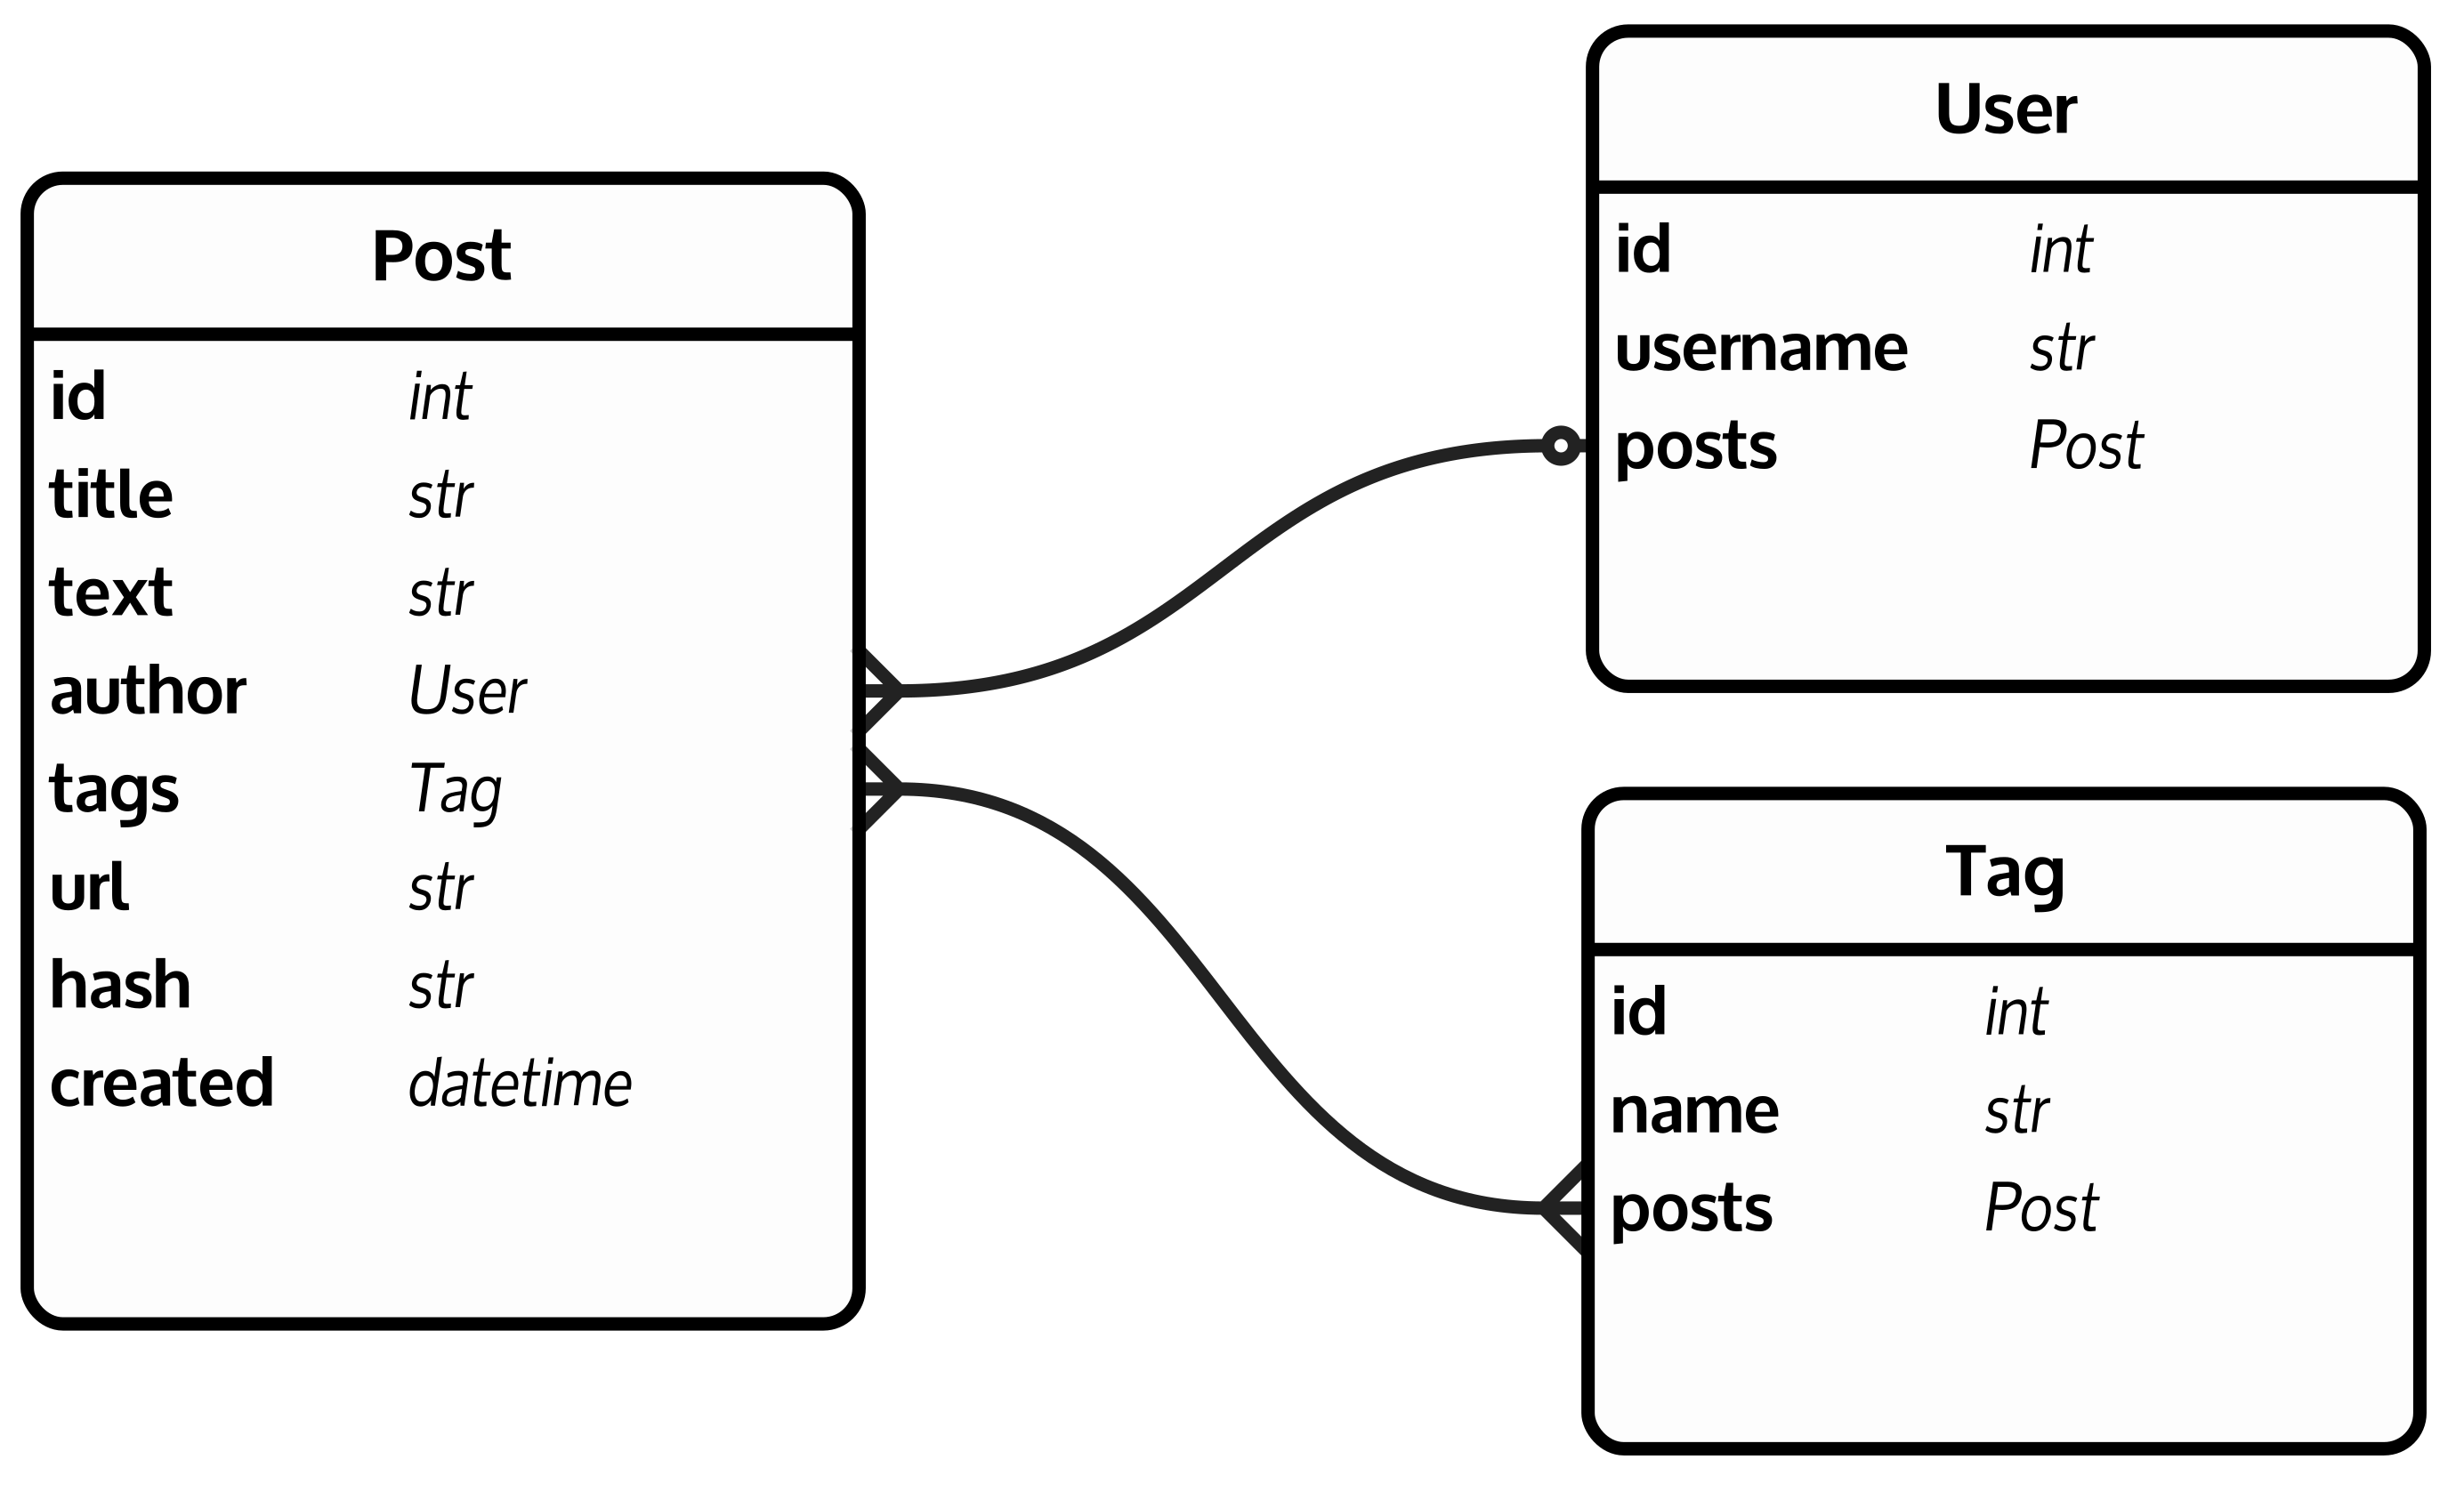 Post
id int
title str
text str
author User
tags Tag
url str
hash str
created datetime
User
id int
username str
posts Post
Tag
id int
name str
posts Post